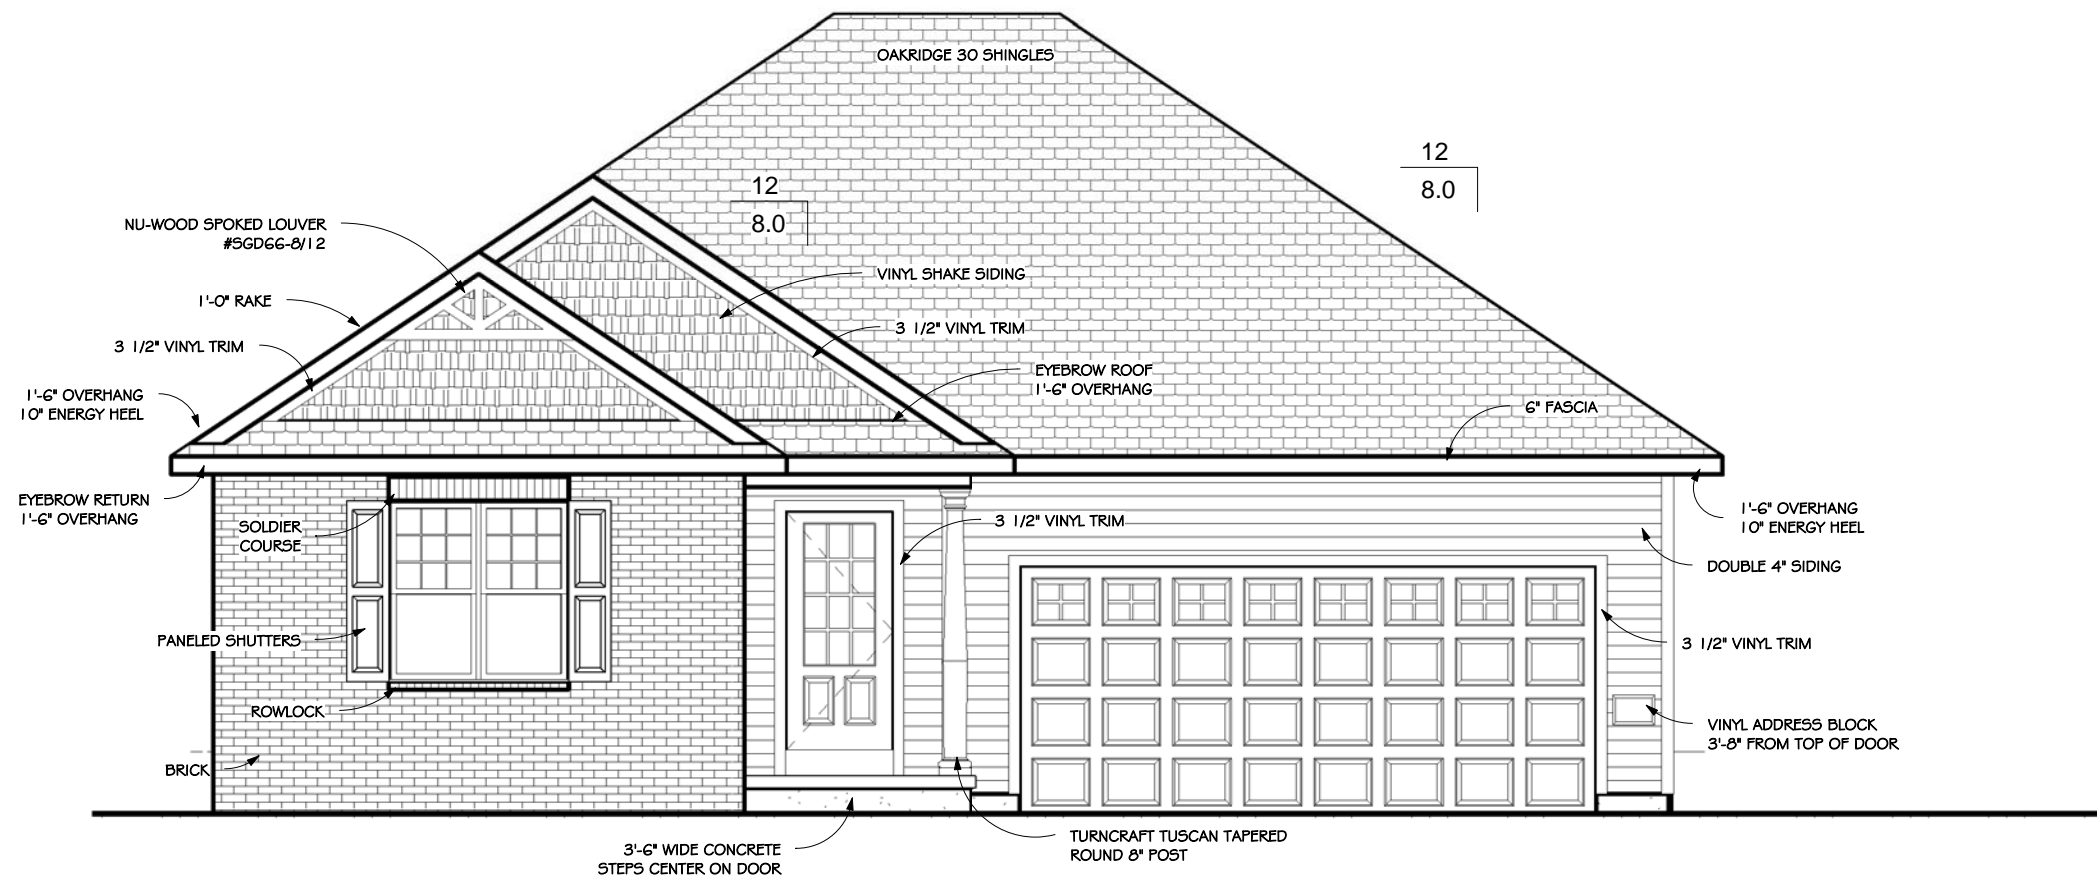 OAKRIDGE 30 SHINGLES
12
8.0
12
8.0
NU-WOOD SPOKED LOUVER
#SGD66-8/12
VINYL SHAKE SIDING
1'-0" RAKE
3 1/2" VINYL TRIM
3 1/2" VINYL TRIM
EYEBROW ROOF
1'-6" OVERHANG
1'-6" OVERHANG
10" ENERGY HEEL
6" FASCIA
EYEBROW RETURN
1'-6" OVERHANG
SOLDIER
COURSE
3 1/2" VINYL TRIM
1'-6" OVERHANG
10" ENERGY HEEL
DOUBLE 4" SIDING
PANELED SHUTTERS
3 1/2" VINYL TRIM
ROWLOCK
VINYL ADDRESS BLOCK
3'-8" FROM TOP OF DOOR
BRICK
3'-6" WIDE CONCRETE
STEPS CENTER ON DOOR
TURNCRAFT TUSCAN TAPERED
ROUND 8" POST